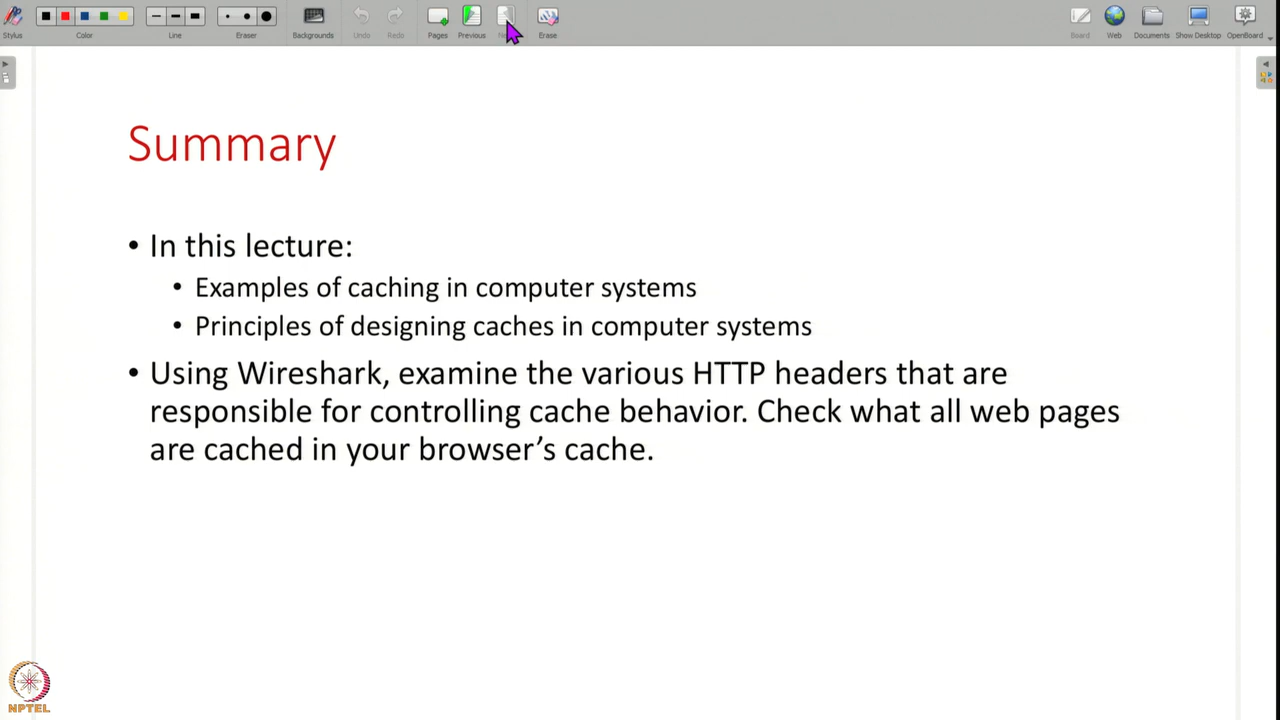 Stylus
Color
Line
Eraser
Backgrounds
Undo
Redo
Pages
Previous
Erase
Board
Web
Documents
Show Desktop
OpenBoard
Summary
• In this lecture:
• Examples of caching in computer systems
• Principles of designing caches in computer systems
• Using Wireshark, examine the various HTTP headers that are
responsible for controlling cache behavior. Check what all web pages
are cached in your browser’s cache.
NPTEL